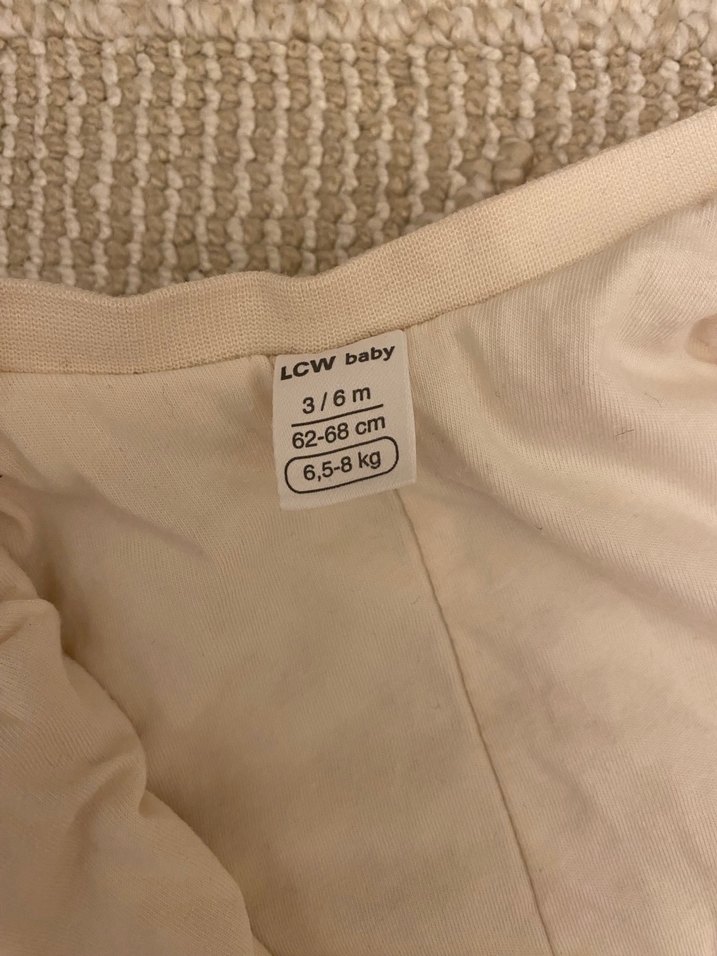 LCW baby
3 / 6 m
62-68 cm
6,5-8 kg